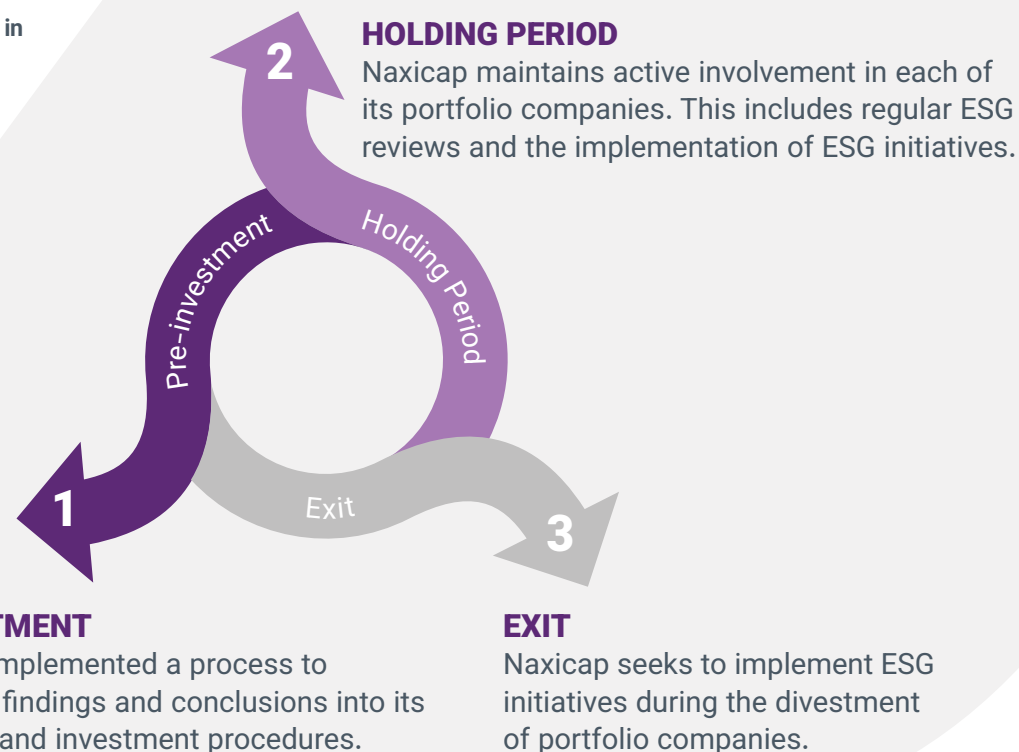 in
2
HOLDING PERIOD
Naxicap maintains active involvement in each of
its portfolio companies. This includes regular ESG
reviews and the implementation of ESG initiatives.
Pre-investment
Holding Period
1
Exit
3
TMENT
mplemented a process to
findings and conclusions into its
and investment procedures.
EXIT
Naxicap seeks to implement ESG
initiatives during the divestment
of portfolio companies.